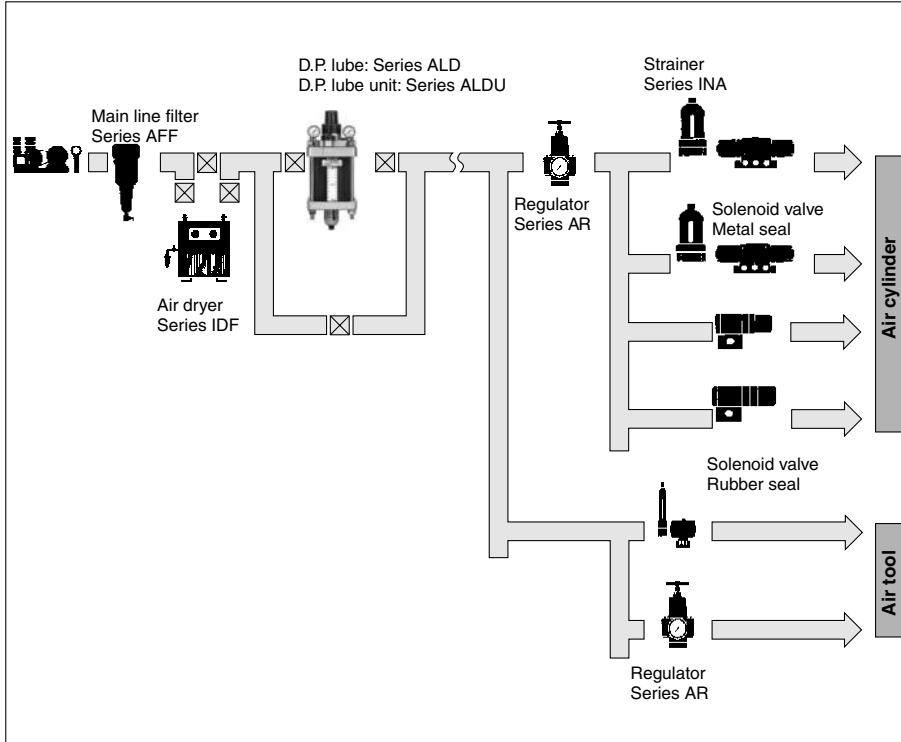 D.P. lube: Series ALD
D.P. lube unit: Series ALDU
Strainer
Series INA
Main line filter
Series AFF
Regulator
Series AR
Solenoid valve
Metal seal
Air dryer
Series IDF
Air cylinder
Solenoid valve
Rubber seal
Air tool
Regulator
Series AR